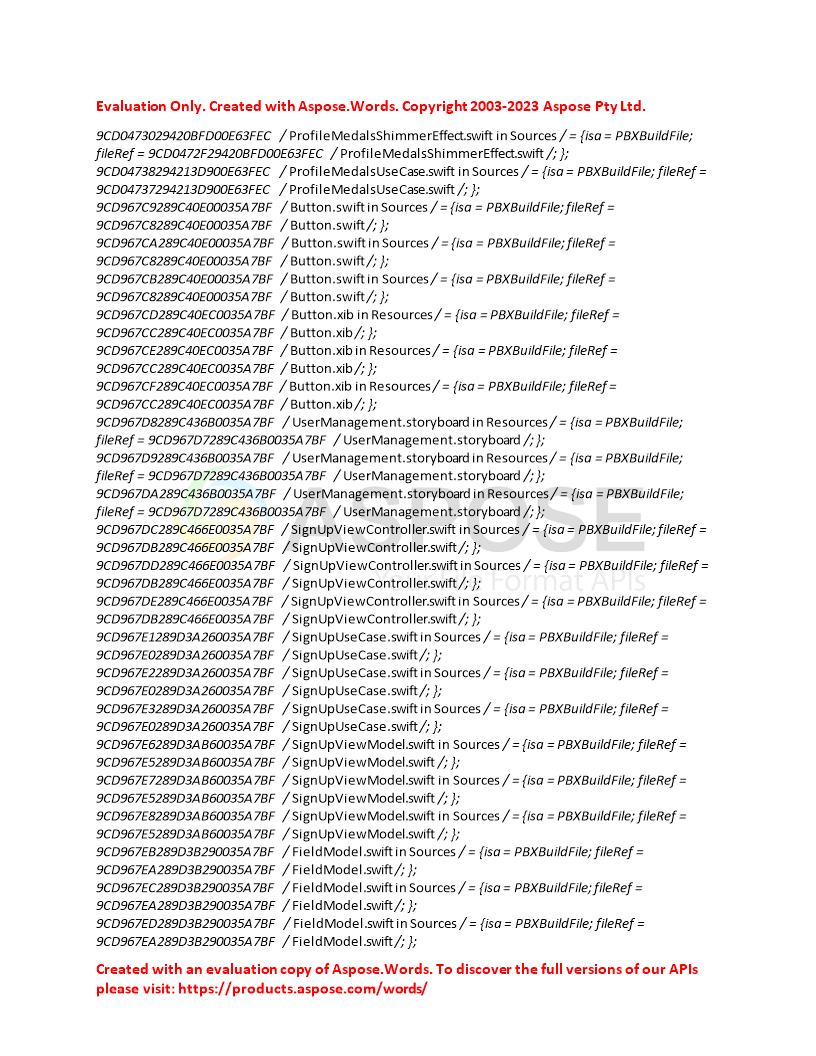 Evaluation Only. Created with Aspose.Words. Copyright 2003-2023 Aspose Pty Ltd.
9CD0473029420BFD00E63FEC / ProfileMedalsShimmerEffect.swift in Sources / = {isa = PBXBuildFile;
fileRef = 9CD0472F29420BFD00E63FEC / ProfileMedalsShimmerEffect.swift /; };
9CD04738294213D900E63FEC / ProfileMedalsUseCase.swift in Sources / = {isa = PBXBuildFile; fileRef =
9CD04737294213D900E63FEC / ProfileMedalsUseCase.swift /; };
9CD967C9289C40E00035A7BF / Button.swift in Sources / = {isa = PBXBuildFile; fileRef =
9CD967C8289C40E00035A7BF / Button.swift /; };
9CD967CA289C40E00035A7BF / Button.swift in Sources / = {isa = PBXBuildFile; fileRef =
9CD967C8289C40E00035A7BF / Button.swift /; };
9CD967CB289C40E00035A7BF / Button.swift in Sources / = {isa = PBXBuildFile; fileRef =
9CD967C8289C40E00035A7BF / Button.swift /; };
9CD967CD289C40EC0035A7BF / Button.xib in Resources / = {isa = PBXBuildFile; fileRef =
9CD967CC289C40EC0035A7BF / Button.xib /; };
9CD967CE289C40EC0035A7BF / Button.xib in Resources / = {isa = PBXBuildFile; fileRef =
9CD967CC289C40EC0035A7BF / Button.xib /; };
9CD967CF289C40EC0035A7BF / Button.xib in Resources / = {isa = PBXBuildFile; fileRef =
9CD967CC289C40EC0035A7BF / Button.xib /; };
9CD967D8289C436B0035A7BF / UserManagement.storyboard in Resources / = {isa = PBXBuildFile;
fileRef = 9CD967D7289C436B0035A7BF / UserManagement.storyboard /; };
9CD967D9289C436B0035A7BF / UserManagement.storyboard in Resources / = {isa = PBXBuildFile;
fileRef = 9CD967D7289C436B0035A7BF / UserManagement.storyboard /; };
9CD967DA289C436B0035A7BF / UserManagement.storyboard in Resources / = {isa = PBXBuildFile;
fileRef = 9CD967D7289C436B0035A7BF / UserManagement.storyboard /; };
9CD967DC289C466E0035A7BF / SignUpViewController.swift in Sources / = {isa = PBXBuildFile; fileRef =
9CD967DB289C466E0035A7BF / SignUpViewController.swift /; };
9CD967DD289C466E0035A7BF / SignUpViewController.swift in Sources / = {isa = PBXBuildFile; fileRef =
9CD967DB289C466E0035A7BF / SignUpViewController.swift /; };
9CD967DE289C466E0035A7BF / SignUpViewController.swift in Sources / = {isa = PBXBuildFile; fileRef =
9CD967DB289C466E0035A7BF / SignUpViewController.swift /; };
9CD967E1289D3A260035A7BF / SignUpUseCase.swift in Sources / = {isa = PBXBuildFile; fileRef =
9CD967E0289D3A260035A7BF / SignUpUseCase.swift /; };
9CD967E2289D3A260035A7BF / SignUpUseCase.swift in Sources / = {isa = PBXBuildFile; fileRef =
9CD967E0289D3A260035A7BF / SignUpUseCase.swift /; };
9CD967E3289D3A260035A7BF / SignUpUseCase.swift in Sources / = {isa = PBXBuildFile; fileRef =
9CD967E0289D3A260035A7BF / SignUpUseCase.swift /; };
9CD967E6289D3AB60035A7BF / SignUpViewModel.swift in Sources / = {isa = PBXBuildFile; fileRef =
9CD967E5289D3AB60035A7BF / SignUpViewModel.swift /; };
9CD967E7289D3AB60035A7BF / SignUpViewModel.swift in Sources / = {isa = PBXBuildFile; fileRef =
9CD967E5289D3AB60035A7BF / SignUpViewModel.swift /; };
9CD967E8289D3AB60035A7BF / SignUpViewModel.swift in Sources / = {isa = PBXBuildFile; fileRef =
9CD967E5289D3AB60035A7BF / SignUpViewModel.swift /; };
9CD967EB289D3B290035A7BF / FieldModel.swift in Sources / = {isa = PBXBuildFile; fileRef =
9CD967EA289D3B290035A7BF / FieldModel.swift /; };
9CD967EC289D3B290035A7BF / FieldModel.swift in Sources / = {isa = PBXBuildFile; fileRef =
9CD967EA289D3B290035A7BF / FieldModel.swift /; };
9CD967ED289D3B290035A7BF / FieldModel.swift in Sources / = {isa = PBXBuildFile; fileRef =
9CD967EA289D3B290035A7BF / FieldModel.swift /; };
ASPOSE
Format APIs
Created with an evaluation copy of Aspose.Words. To discover the full versions of our APIs
please visit: https://products.aspose.com/words/